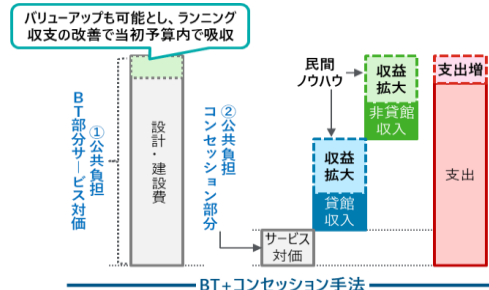 バリューアップも可能とし、ランニング
収支の改善で当初予算内で吸収
①公共負担
BT部分サービス対価
設計・建設費
②公共負担
コンセッション部分
サービス
対価
民間
ノウハウ
収益
拡大
貸館
収入
収益
拡大
非貸館
収入
支出増
支出
BT+コンセッション手法